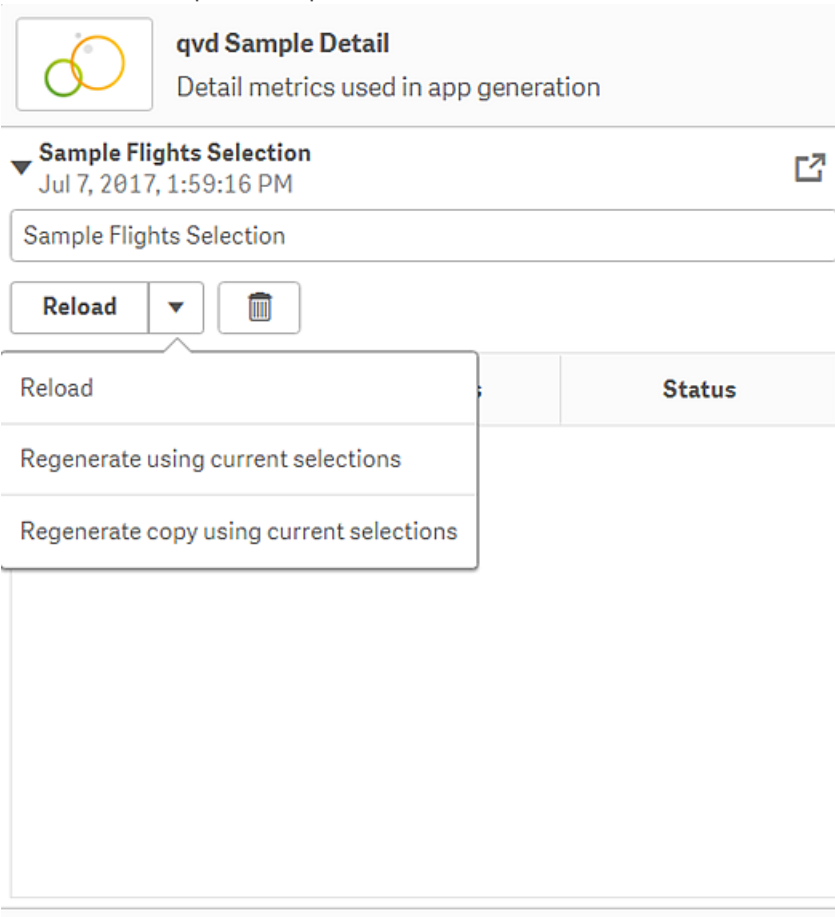 qvd Sample Detail
Detail metrics used in app generation
Sample Flights Selection
Jul 7, 2017, 1:59:16 PM
Sample Flights Selection
Reload
Reload
Status
Regenerate using current selections
Regenerate copy using current selections